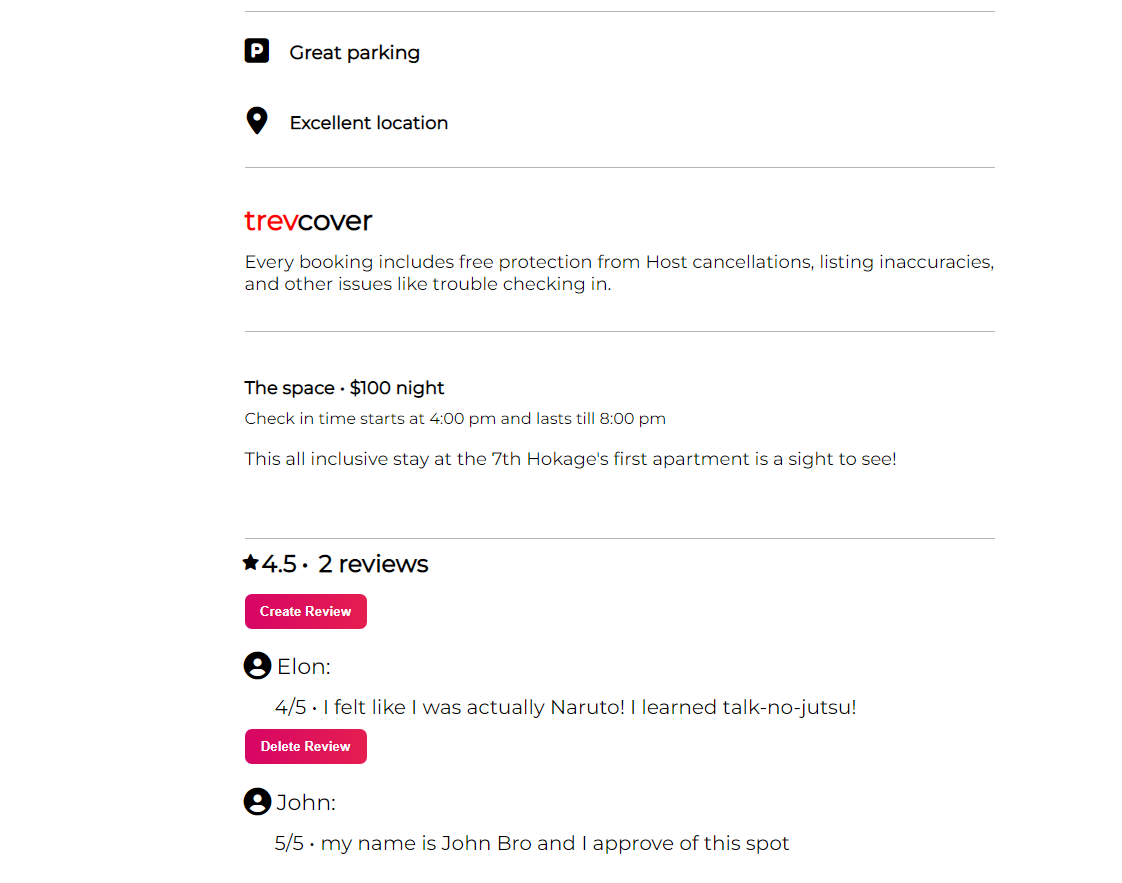 P
Great parking
Excellent location
trevcover
Every booking includes free protection from Host cancellations, listing inaccuracies,
and other issues like trouble checking in.
The space • $100 night
Check in time starts at 4:00 pm and lasts till 8:00 pm
This all inclusive stay at the 7th Hokage's first apartment is a sight to see!
4.5 • 2 reviews
Create Review
Elon:
4/5 • I felt like I was actually Naruto! I learned talk-no-jutsu!
Delete Review
John:
5/5 • my name is John Bro and I approve of this spot